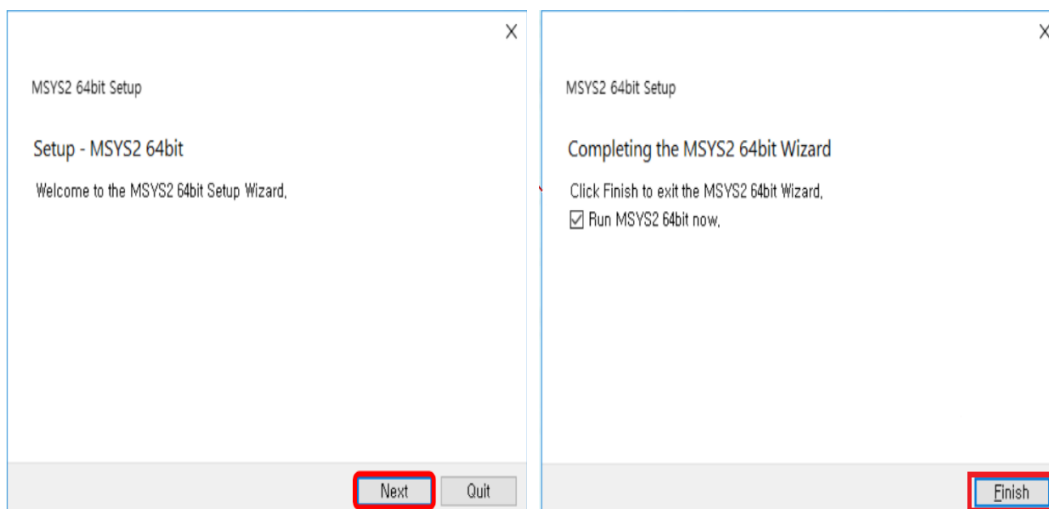 X
MSYS2 64bit Setup
Setup - MSYS2 64bit
Welcome to the MSYS2 64bit Setup Wizard,
Next
Quit
X
MSYS2 64bit Setup
Completing the MSYS2 64bit Wizard
Click Finish to exit the MSYS2 64bit Wizard,
Run MSYS2 64bit now,
Finish